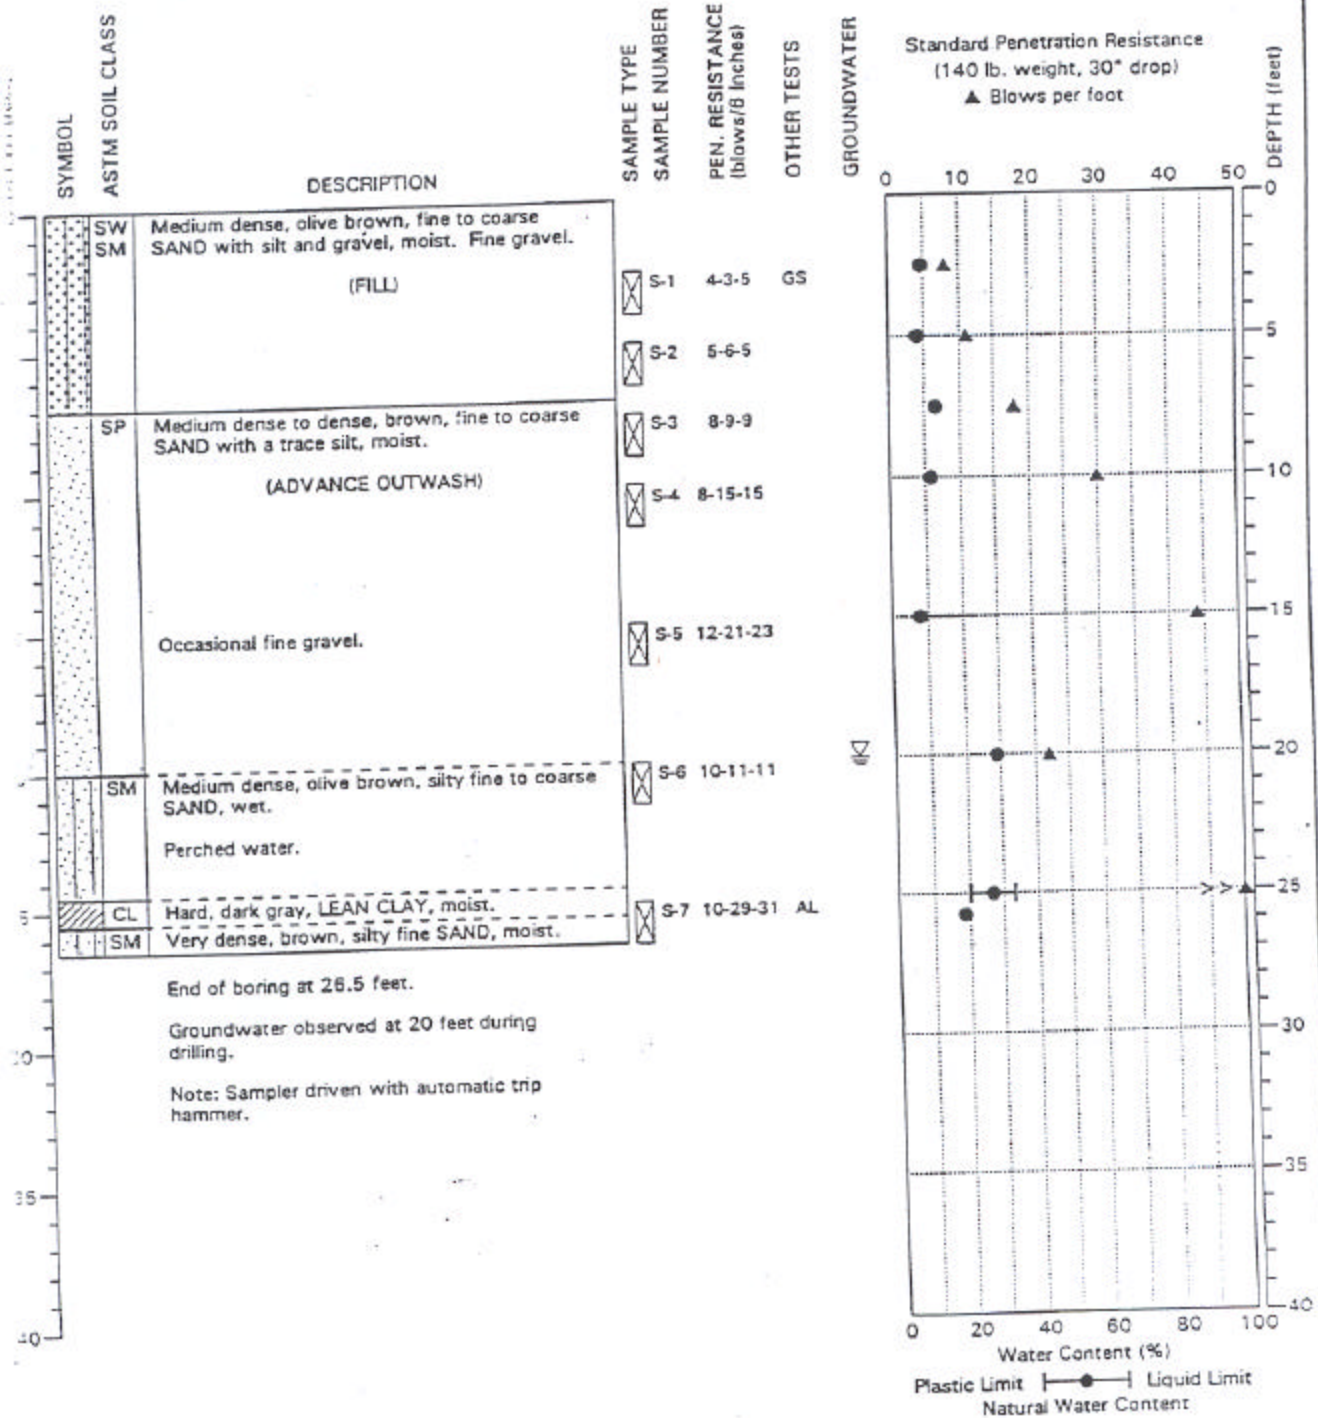 SYMBOL
ASTM SOIL CLASS
DESCRIPTION
SAMPLE TYPE
SAMPLE NUMBER
PEN. RESISTANCE
(blows/6 inches)
OTHER TESTS
GROUNDWATER
Standard Penetration Resistance
(140 lb. weight, 30" drop)
▲ Blows per foot
DEPTH (feet)
0 10 20 30 40 50
0
SW Medium dense, olive brown, fine to coarse
SM SAND with silt and gravel, moist. Fine gravel.
(FILL)
S-1 4-3-5 GS
5
S-2 5-6-5
SP Medium dense to dense, brown, fine to coarse
SAND with a trace silt, moist.
S-3 8-9-9
(ADVANCE OUTWASH)
S-4 8-15-15
10
Occasional fine gravel.
S-5 12-21-23
15
20
SM Medium dense, olive brown, silty fine to coarse
SAND, wet.
S-6 10-11-11
Perched water.
>> 25
5 CL Hard, dark gray, LEAN CLAY, moist.
S-7 10-29-31 AL
SM Very dense, brown, silty fine SAND, moist.
End of boring at 26.5 feet.
Groundwater observed at 20 feet during
drilling.
30
Note: Sampler driven with automatic trip
hammer.
35
35
40
40
0 20 40 60 80 100
Water Content (%)
Plastic Limit Liquid Limit
Natural Water Content